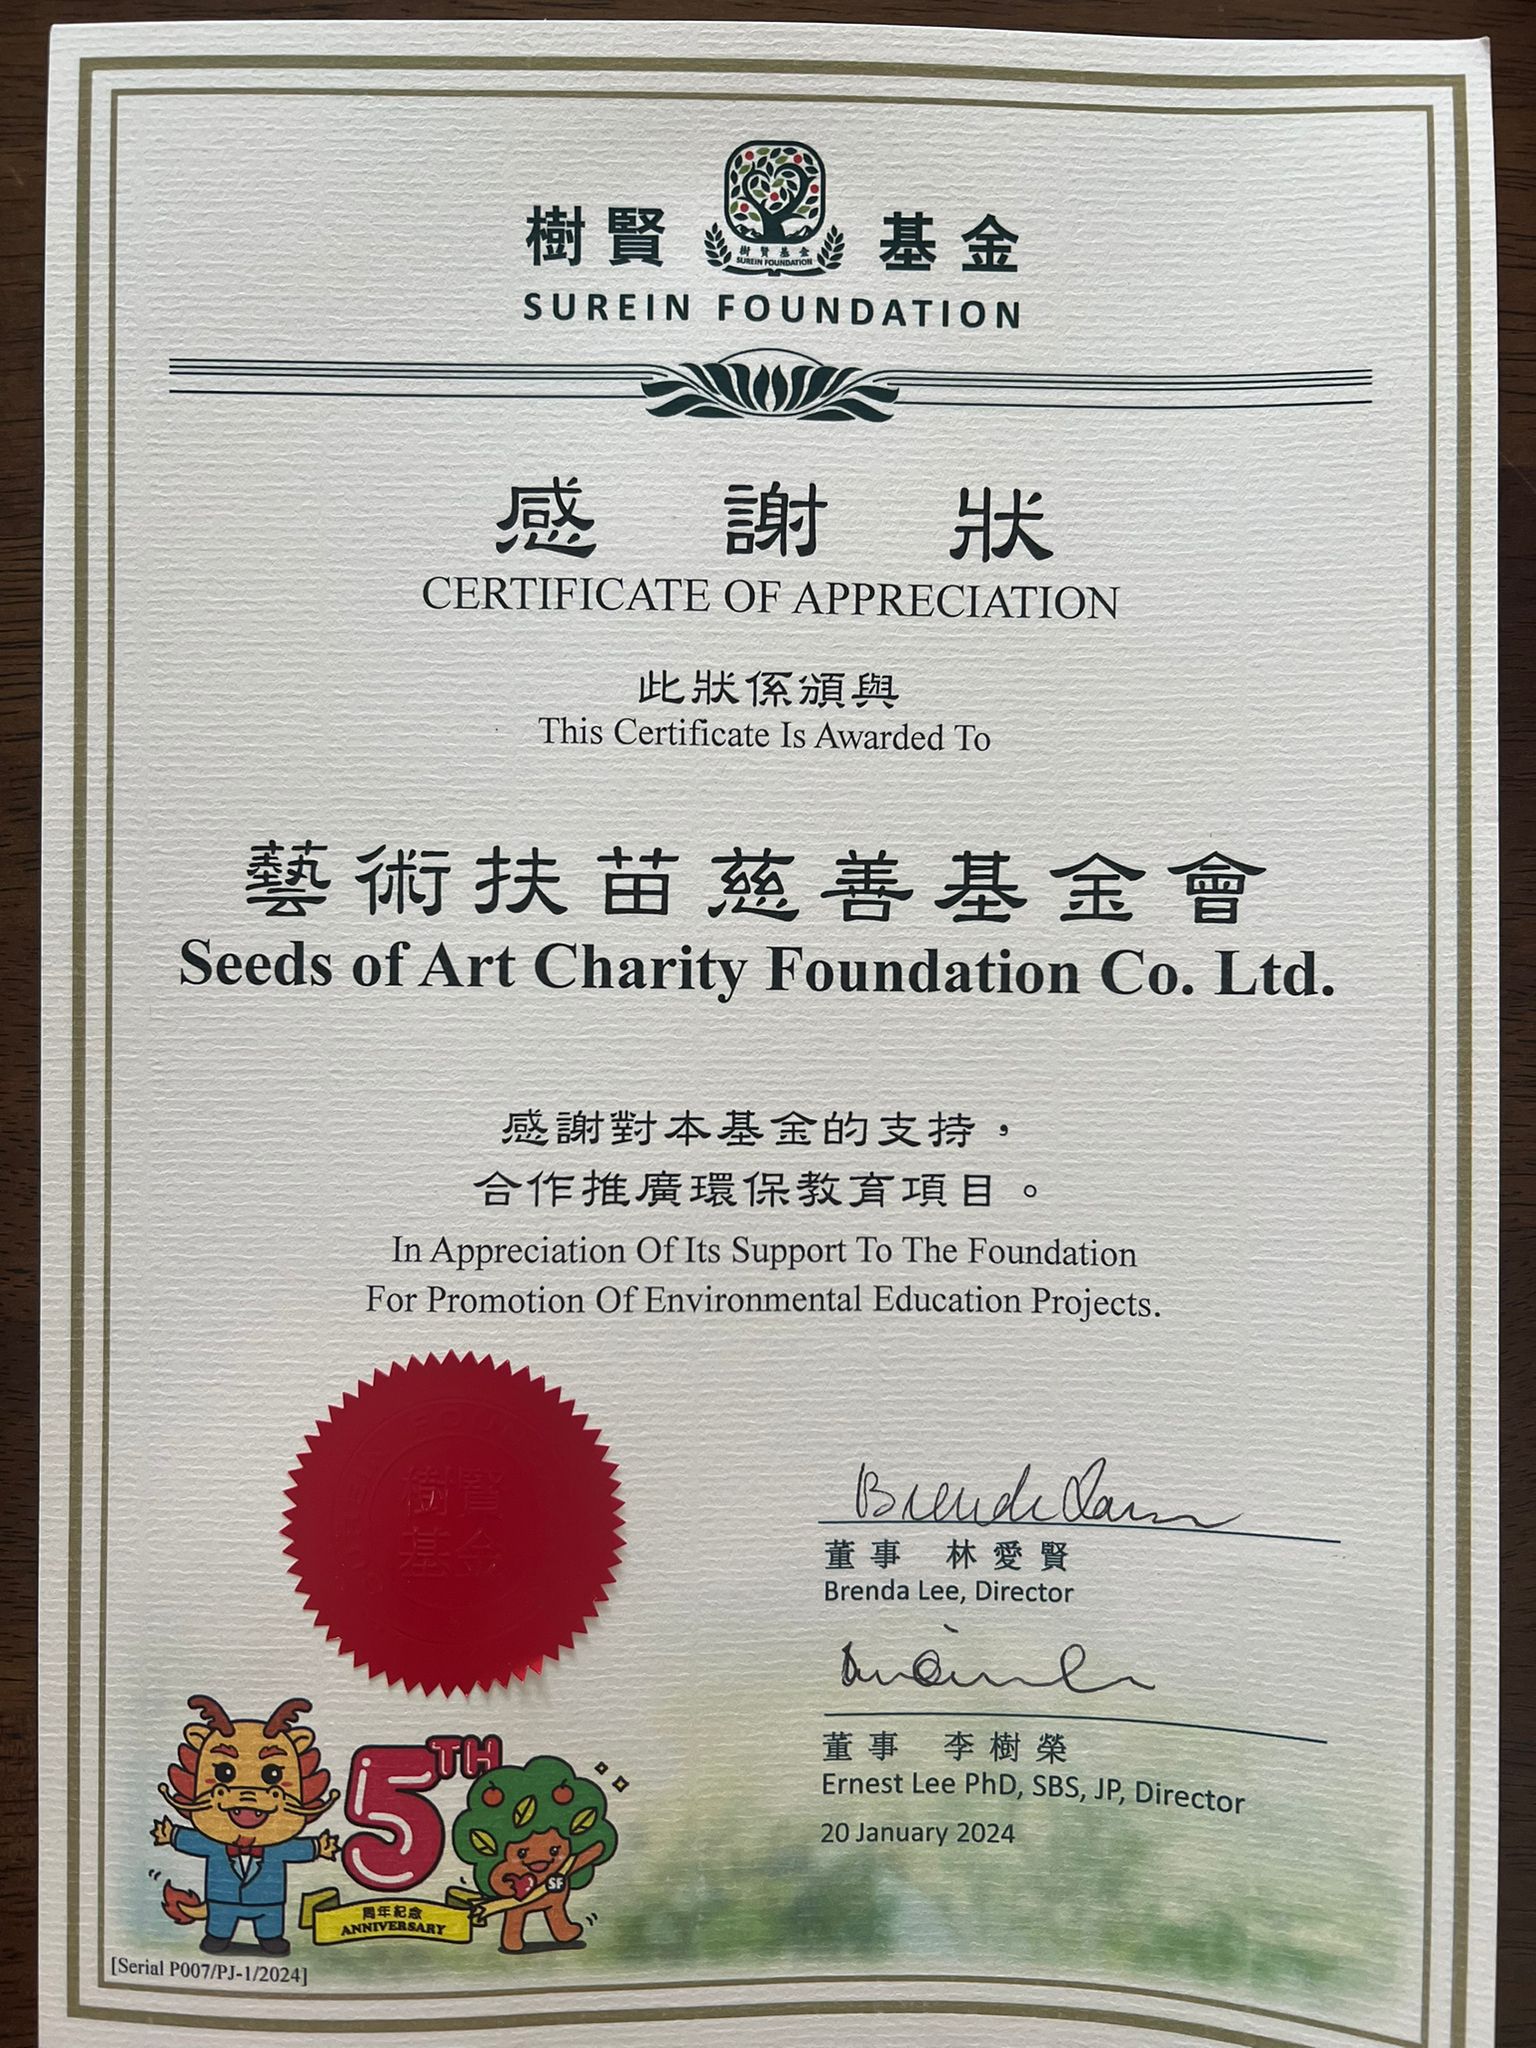 樹賢 基金
樹賢基金
SUREIN FOUNDATION
SUREIN FOUNDATION
感謝狀
CERTIFICATE OF APPRECIATION
此狀係頒與
This Certificate Is Awarded To
藝術扶苗慈善基金會
Seeds of Art Charity Foundation Co. Ltd.
感謝對本基金的支持，
合作推廣環保教育項目。
In Appreciation Of Its Support To The Foundation
For Promotion Of Environmental Education Projects.
樹賢
基金
董事 林愛賢
Brenda Lee, Director
董事 李樹榮
Ernest Lee PhD, SBS, JP, Director
20 January 2024
5TH
SF
周年紀念
ANNIVERSARY
[Serial P007/PJ-1/2024]